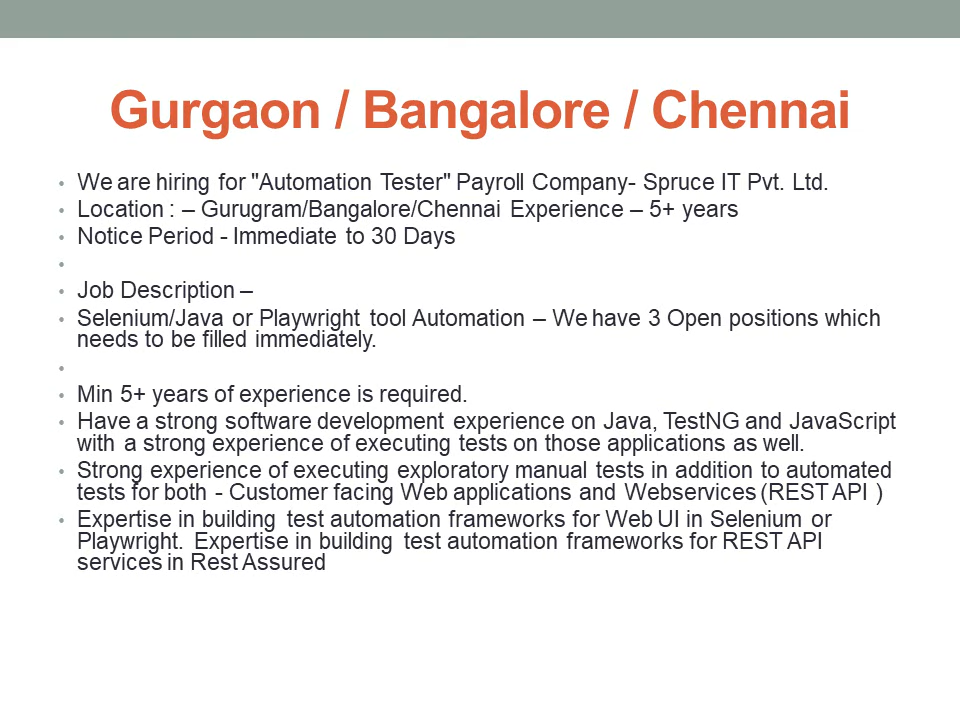 Gurgaon / Bangalore / Chennai
• We are hiring for "Automation Tester" Payroll Company- Spruce IT Pvt. Ltd.
• Location : – Gurugram/Bangalore/Chennai Experience – 5+ years
• Notice Period - Immediate to 30 Days
•
• Job Description –
• Selenium/Java or Playwright tool Automation – We have 3 Open positions which
needs to be filled immediately.
•
• Min 5+ years of experience is required.
• Have a strong software development experience on Java, TestNG and JavaScript
with a strong experience of executing tests on those applications as well.
• Strong experience of executing exploratory manual tests in addition to automated
tests for both - Customer facing Web applications and Webservices (REST API )
• Expertise in building test automation frameworks for Web UI in Selenium or
Playwright. Expertise in building test automation frameworks for REST API
services in Rest Assured